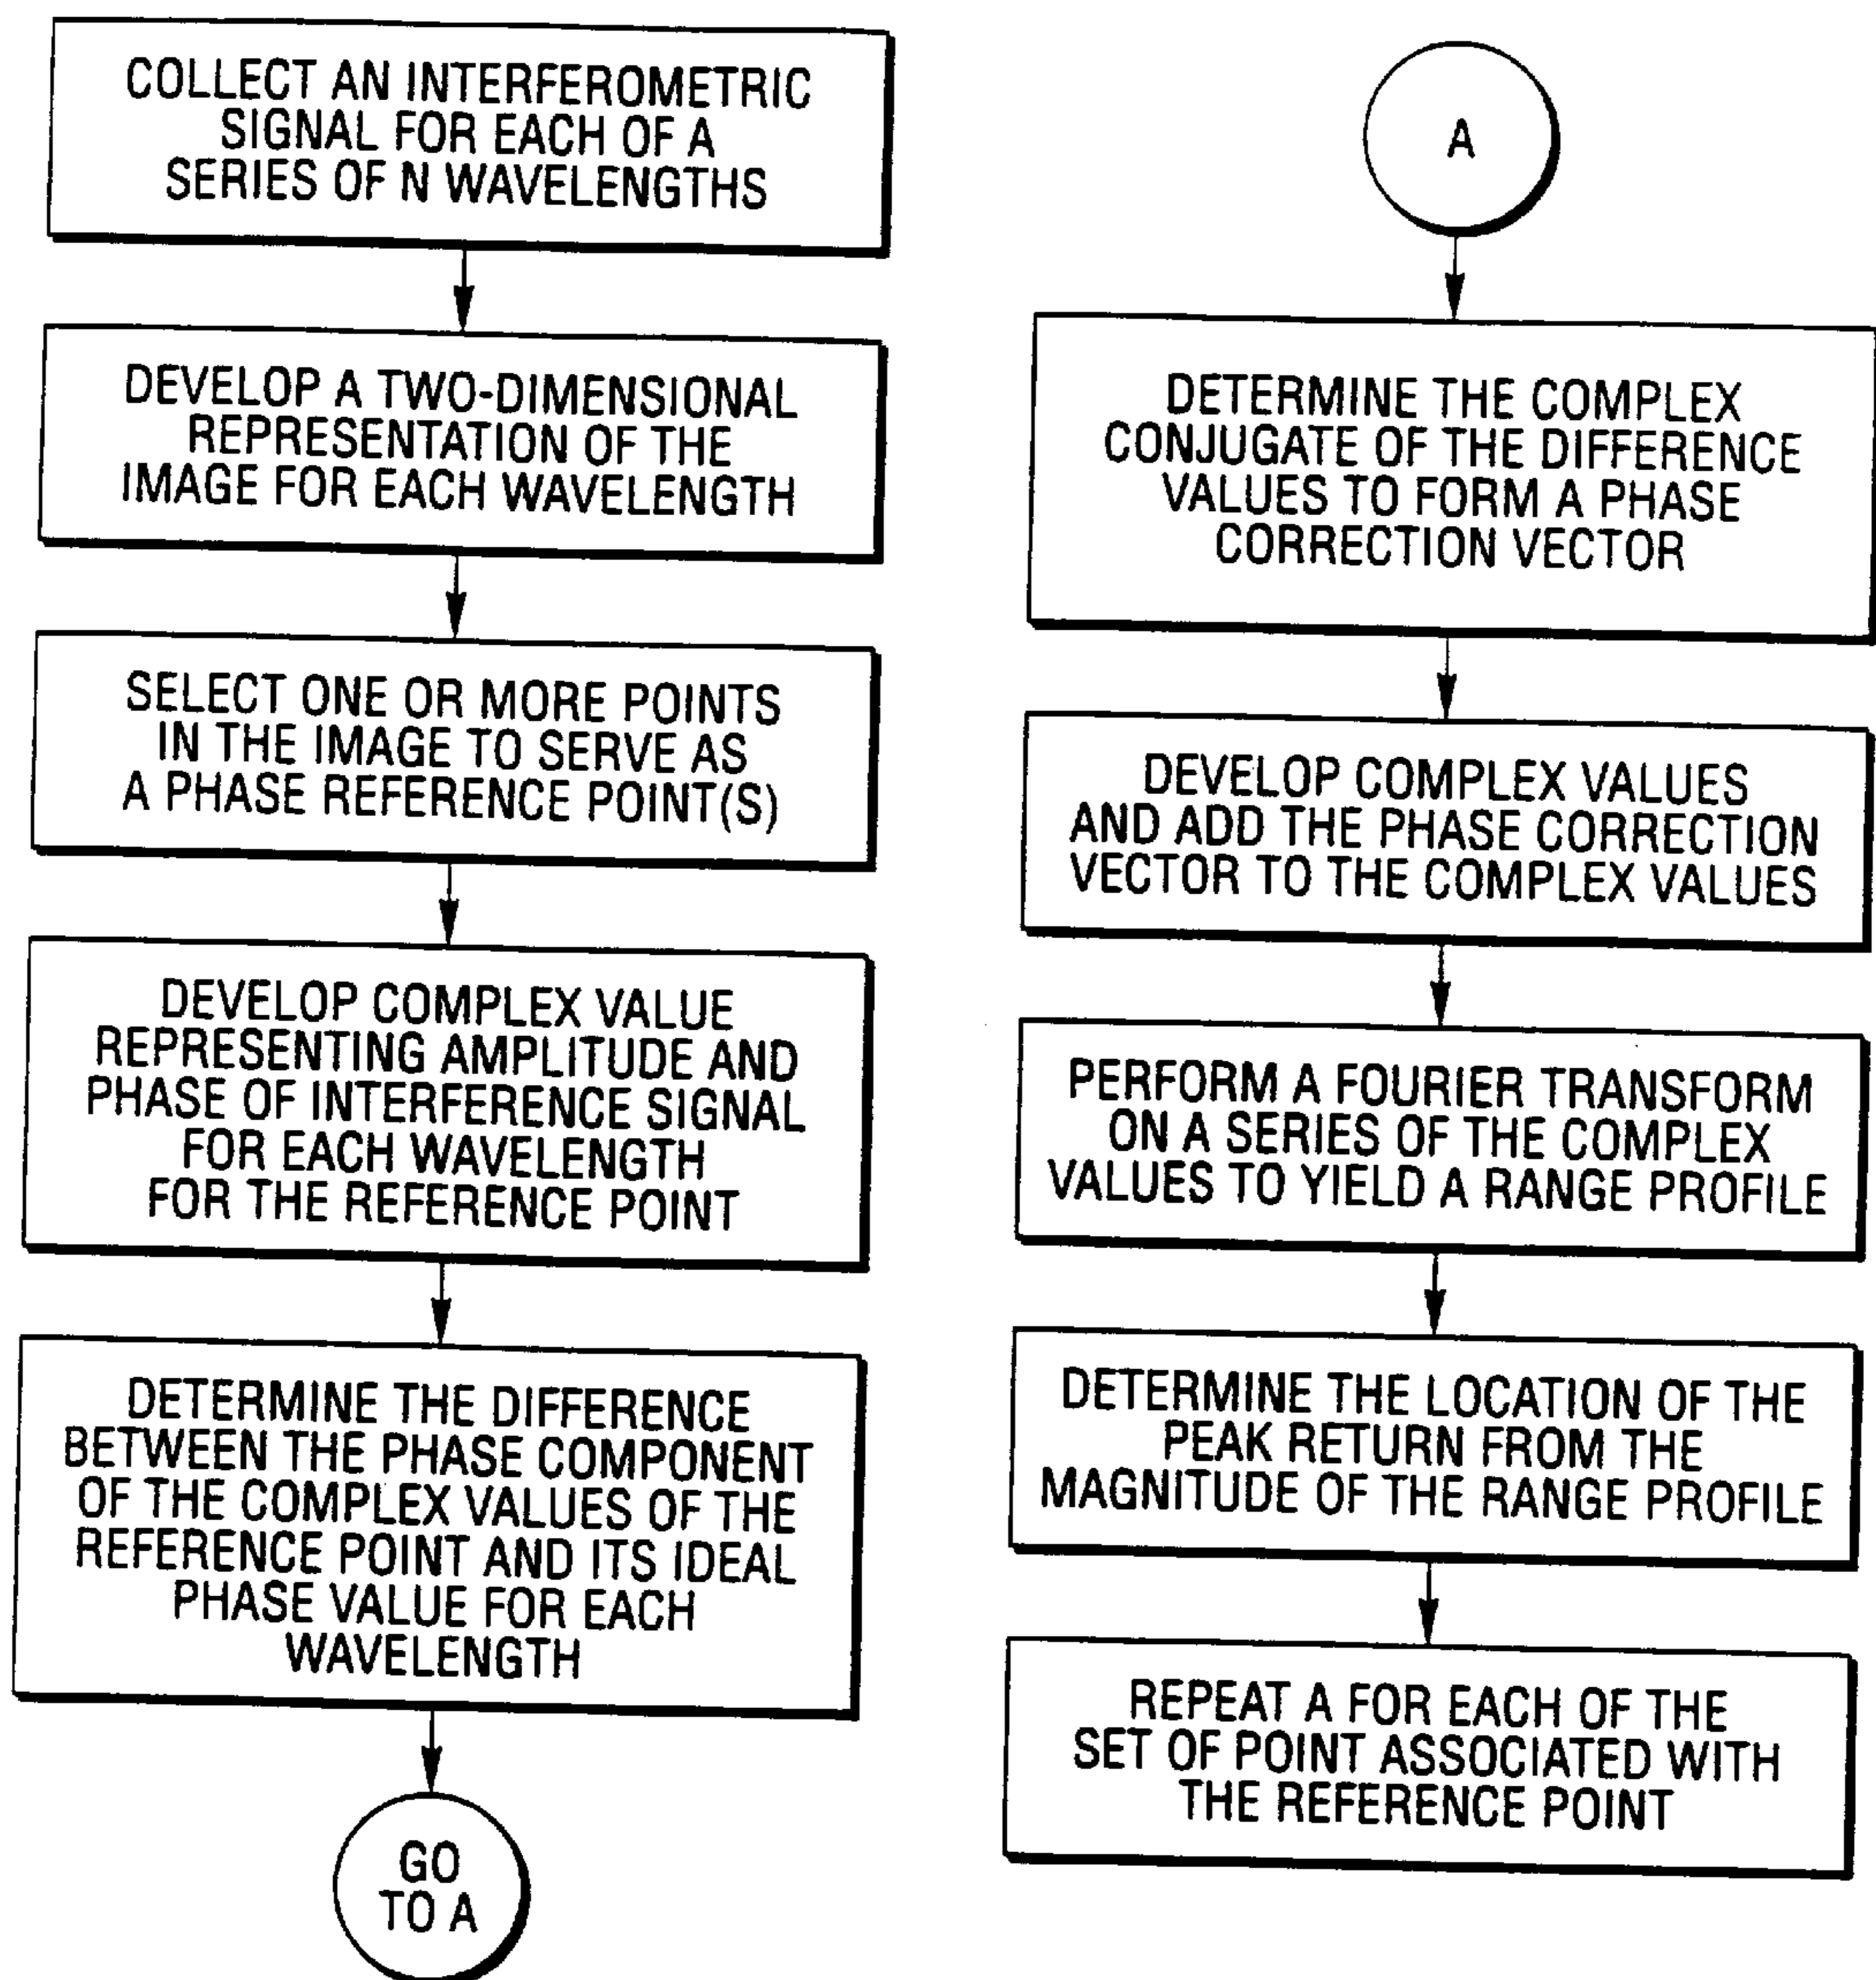 COLLECT AN INTERFEROMETRIC
SIGNAL FOR EACH OF A
SERIES OF N WAVELENGTHS
DEVELOP A TWO-DIMENSIONAL
REPRESENTATION OF THE
IMAGE FOR EACH WAVELENGTH
SELECT ONE OR MORE POINTS
IN THE IMAGE TO SERVE AS
A PHASE REFERENCE POINT(S)
DEVELOP COMPLEX VALUE
REPRESENTING AMPLITUDE AND
PHASE OF INTERFERENCE SIGNAL
FOR EACH WAVELENGTH
FOR THE REFERENCE POINT
DETERMINE THE DIFFERENCE
BETWEEN THE PHASE COMPONENT
OF THE COMPLEX VALUES OF THE
REFERENCE POINT AND ITS IDEAL
PHASE VALUE FOR EACH
WAVELENGTH
GO
TO A
A
DETERMINE THE COMPLEX
CONJUGATE OF THE DIFFERENCE
VALUES TO FORM A PHASE
CORRECTION VECTOR
DEVELOP COMPLEX VALUES
AND ADD THE PHASE CORRECTION
VECTOR TO THE COMPLEX VALUES
PERFORM A FOURIER TRANSFORM
ON A SERIES OF THE COMPLEX
VALUES TO YIELD A RANGE PROFILE
DETERMINE THE LOCATION OF THE
PEAK RETURN FROM THE
MAGNITUDE OF THE RANGE PROFILE
REPEAT A FOR EACH OF THE
SET OF POINT ASSOCIATED WITH
THE REFERENCE POINT